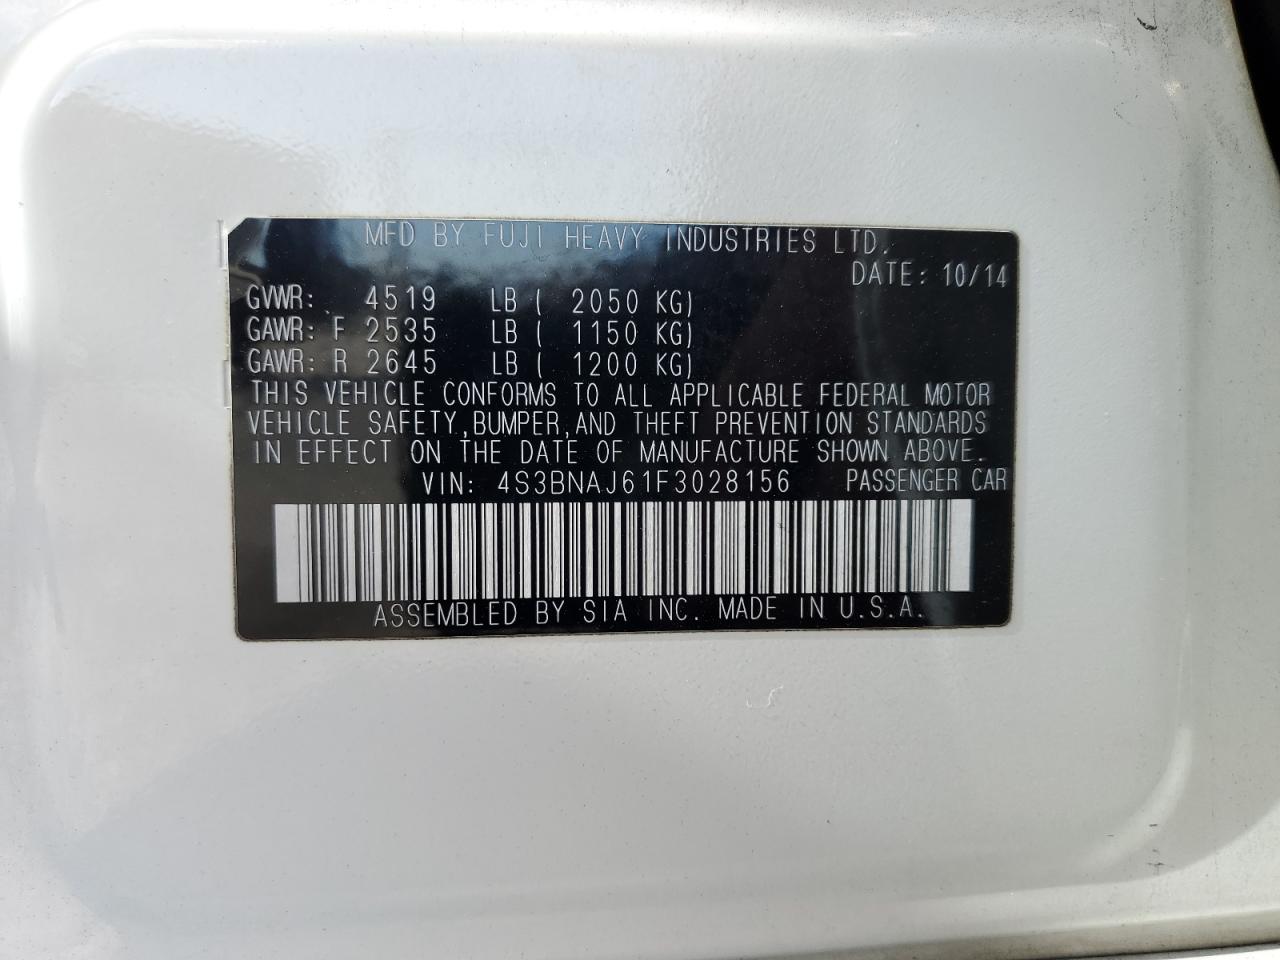 MFD BY FUJI HEAVY INDUSTRIES LTD.
DATE: 10/14
GVWR: 4519 LB ( 2050 KG)
GAWR: F 2535 LB ( 1150 KG)
GAWR: R 2645 LB ( 1200 KG)
THIS VEHICLE CONFORMS TO ALL APPLICABLE FEDERAL MOTOR
VEHICLE SAFETY,BUMPER,AND THEFT PREVENTION STANDARDS
IN EFFECT ON THE DATE OF MANUFACTURE SHOWN ABOVE.
VIN: 4S3BNAJ61F3028156 PASSENGER CAR
ASSEMBLED BY SIA INC. MADE IN U.S.A.